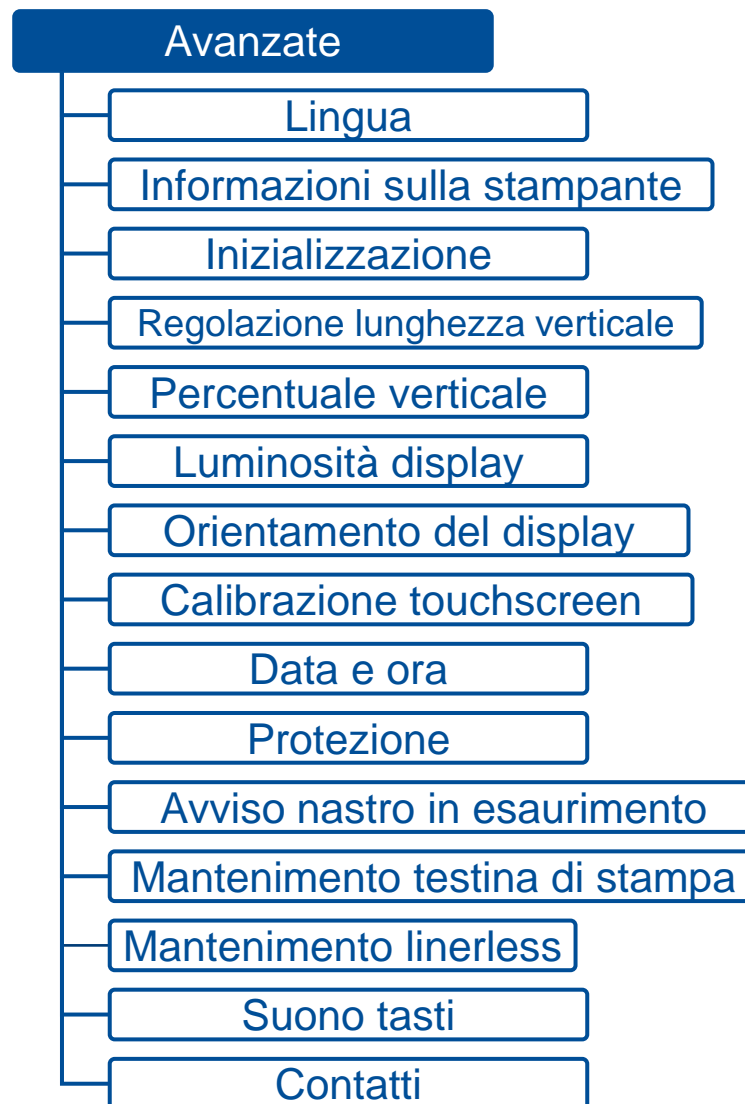 Avanzate
Lingua
Informazioni sulla stampante
Inizializzazione
Regolazione lunghezza verticale
Percentuale verticale
Luminosità display
Orientamento del display
Calibrazione touchscreen
Data e ora
Protezione
Avviso nastro in esaurimento
Mantenimento testina di stampa
Mantenimento linerless
Suono tasti
Contatti